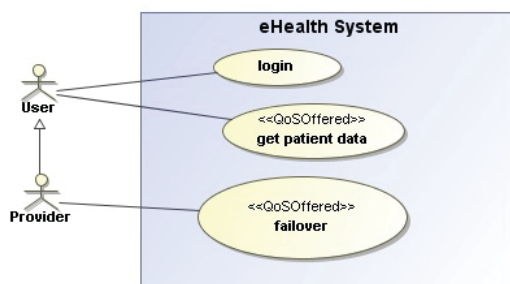 eHealth System
login
User
<<QoSOffered>>
get patient data
Provider
<<QoSOffered>>
failover